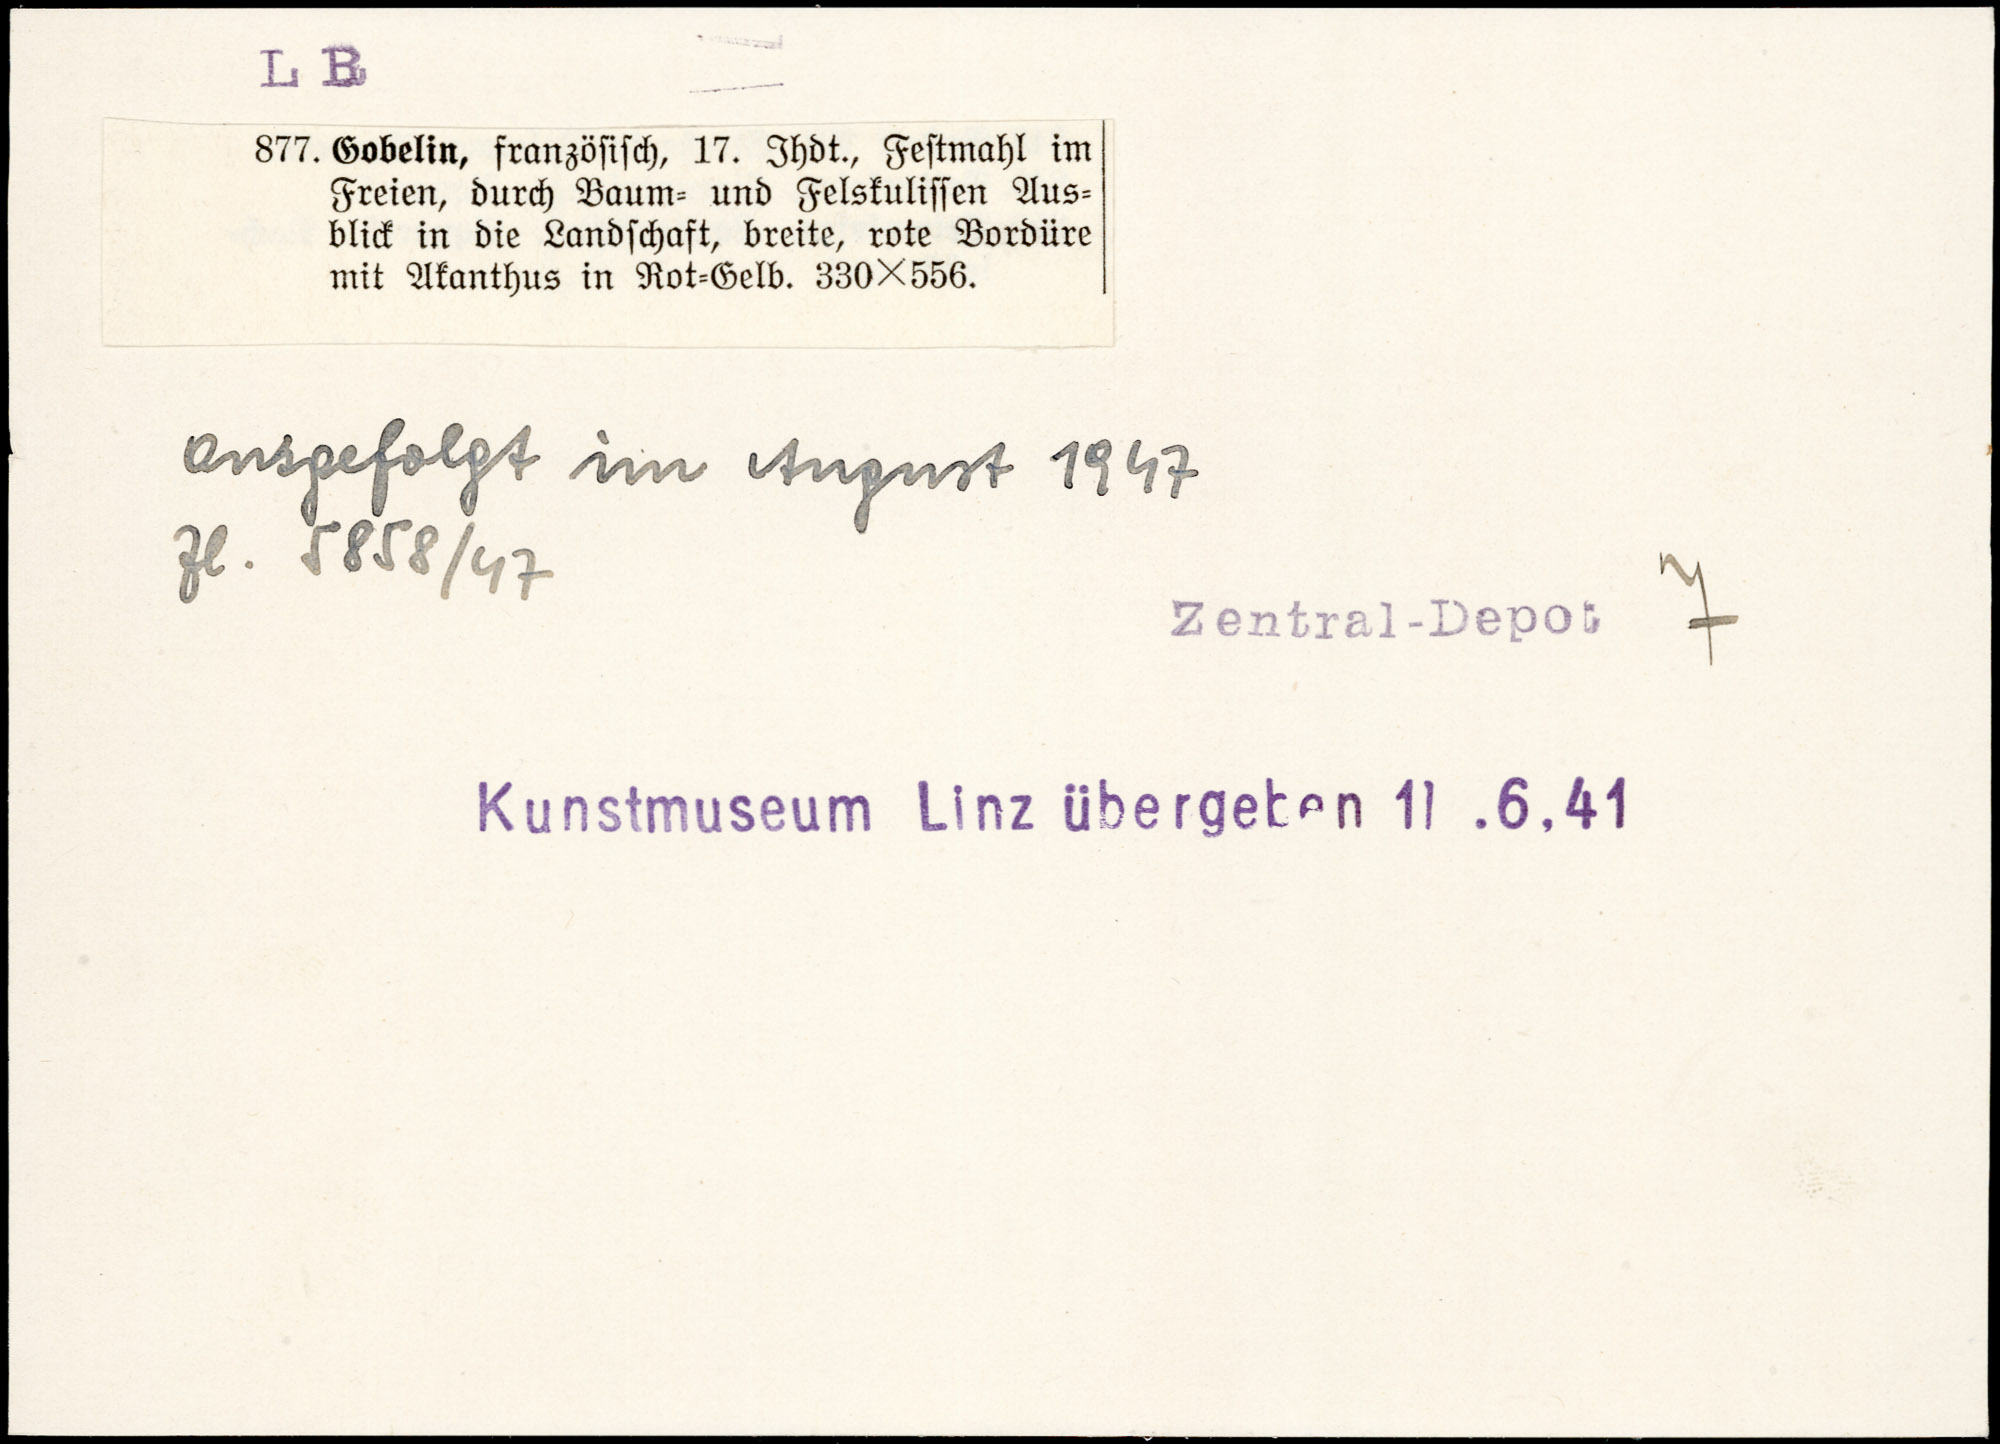 L B
877. Gobelin, französisch, 17. Jhdt., Festmahl im
Freien, durch Baum- und Felskulissen Aus-
blick in die Landschaft, breite, rote Bordüre
mit Akanthus in Rot-Gelb. 330×556.
ausgefolgt im August 1947
Zl. 5858/47
Zentral-Depot 7
Kunstmuseum Linz übergeben 11.6.41